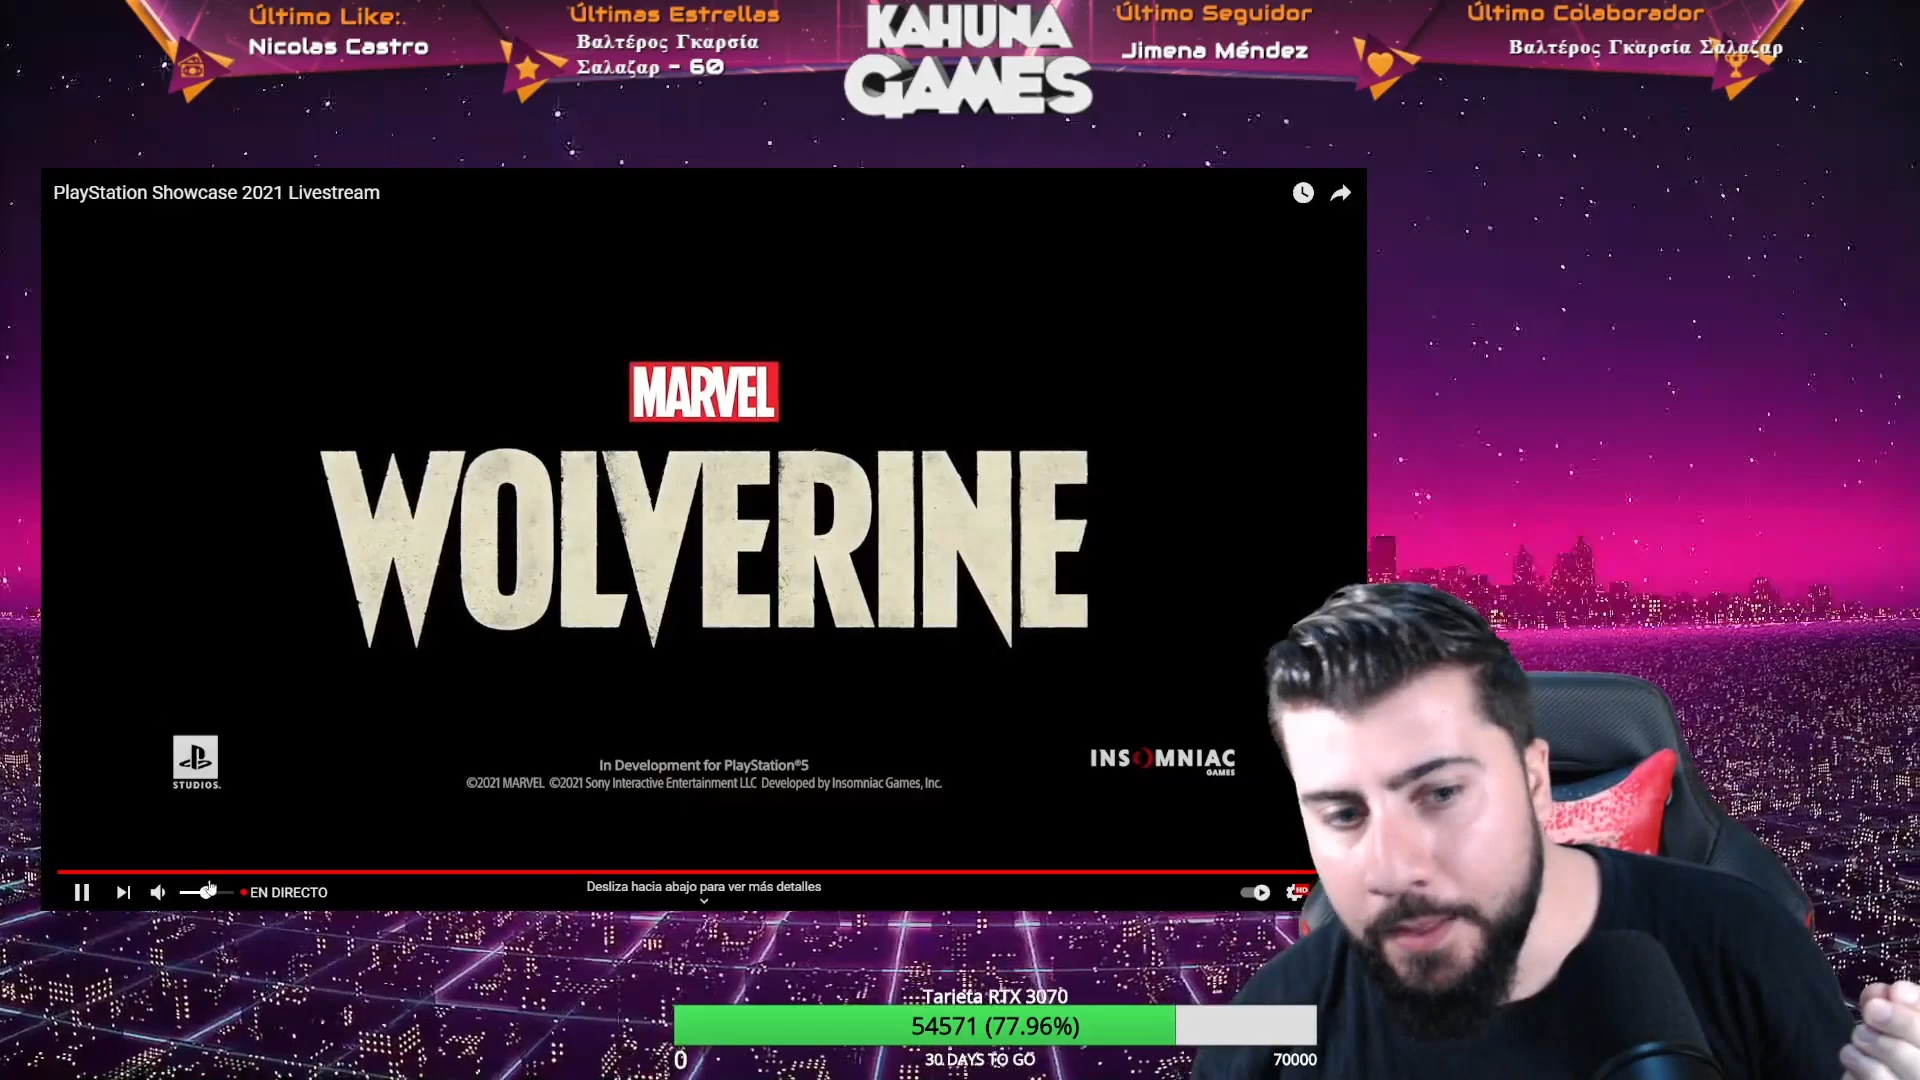 Último Like:.
Nicolas Castro
Últimas Estrellas
Βαλτέρος Γκαρσία
Σαλαζαρ - 60
KAHUNA
GAMES
Último Seguidor
Jimena Méndez
Último Colaborador
Βαλτέρος Γκαρσία Σαλαζαρ
PlayStation Showcase 2021 Livestream
MARVEL
WOLVERINE
STUDIOS.
In Development for PlayStation®5
©2021 MARVEL ©2021 Sony Interactive Entertainment LLC Developed by Insomniac Games, Inc.
INSOMNIAC
GAMES
EN DIRECTO
Desliza hacia abajo para ver más detalles
HD
Tarjeta RTX 3070
54571 (77.96%)
0
30 DAYS TO GO
70000